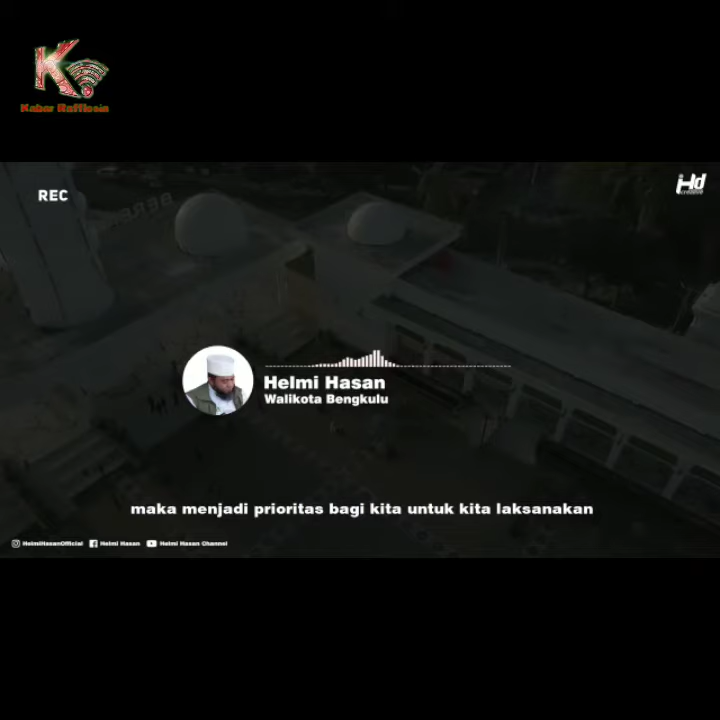 Kabar Rafflesia
REC
Hd
Helmi Hasan
Walikota Bengkulu
maka menjadi prioritas bagi kita untuk kita laksanakan
HelmiHasanOfficial
Helmi Hasan
Helmi Hasan Channel